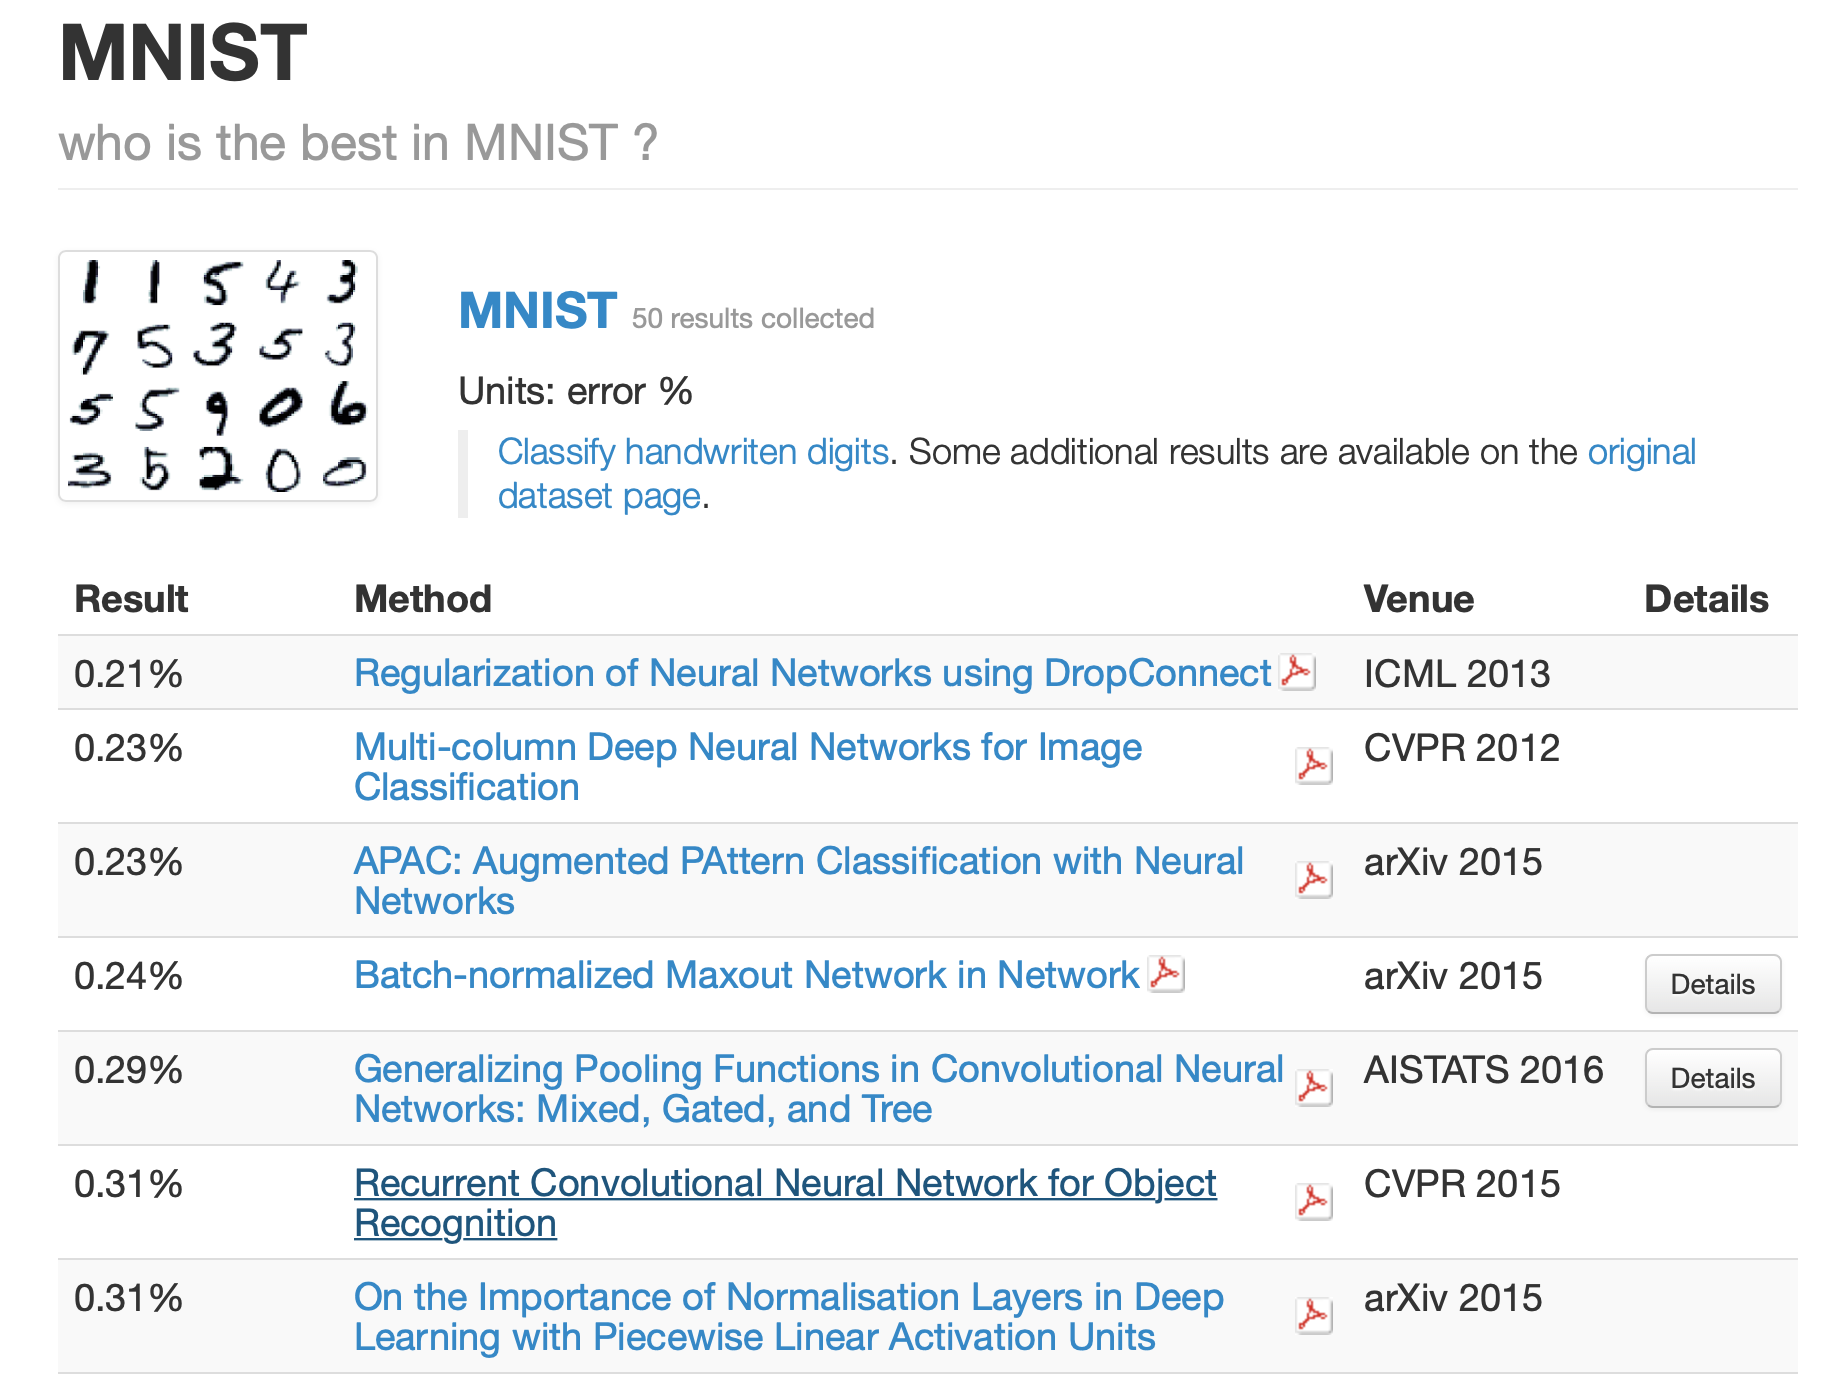 MNIST
who is the best in MNIST ?
1 1 5 4 3
7 5 3 5 3
5 5 9 0 6
3 5 2 0 0
MNIST 50 results collected
Units: error %
Classify handwriten digits. Some additional results are available on the original
dataset page.
Result Method Venue Details
0.21% Regularization of Neural Networks using DropConnect ICML 2013
0.23% Multi-column Deep Neural Networks for Image CVPR 2012
Classification
0.23% APAC: Augmented PAttern Classification with Neural arXiv 2015
Networks
0.24% Batch-normalized Maxout Network in Network arXiv 2015 Details
0.29% Generalizing Pooling Functions in Convolutional Neural AISTATS 2016 Details
Networks: Mixed, Gated, and Tree
0.31% Recurrent Convolutional Neural Network for Object CVPR 2015
Recognition
0.31% On the Importance of Normalisation Layers in Deep arXiv 2015
Learning with Piecewise Linear Activation Units